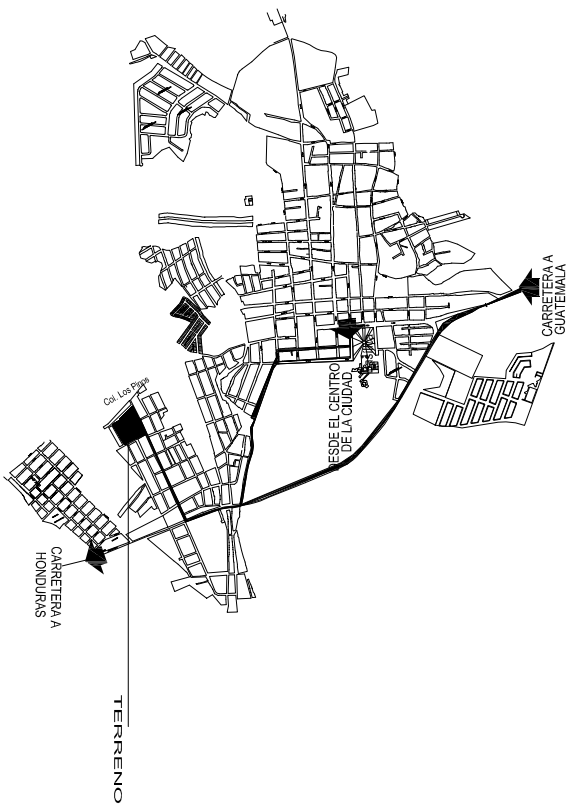 CARRETERA A
GUATEMALA
DESDE EL CENTRO
DE LA CIUDAD
Col. Los Pinos
CARRETERA A
HONDURAS
TERRENO